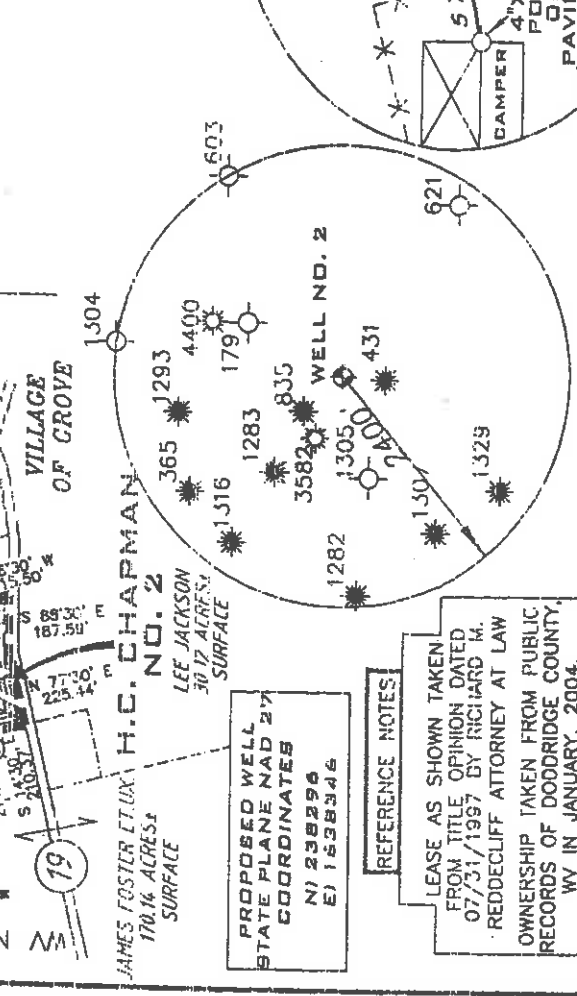 1304
603
VILLAGE
OF GROVE
4400
179
1293
365
1316
1283
835
3582
1305
WELL NO. 2
431
2400'
621
1282
1307
1329
CAMPER
4"X
S 88°30' E
187.50'
N 77°30' E
225.44'
H.C. CHAPMAN
NO. 2
LEE JACKSON
30.12 ACRES±
SURFACE
19
JAMES FOSTER ET.UX.
170.14 ACRES±
SURFACE
PROPOSED WELL
STATE PLANE NAD 27
COORDINATES
N) 238296
E) 1638346
REFERENCE NOTES
LEASE AS SHOWN TAKEN
FROM TITLE OPINION DATED
07/31/1997 BY RICHARD M.
REDDECLIFF ATTORNEY AT LAW
OWNERSHIP TAKEN FROM PUBLIC
RECORDS OF DODDRIDGE COUNTY,
WV IN JANUARY, 2004.